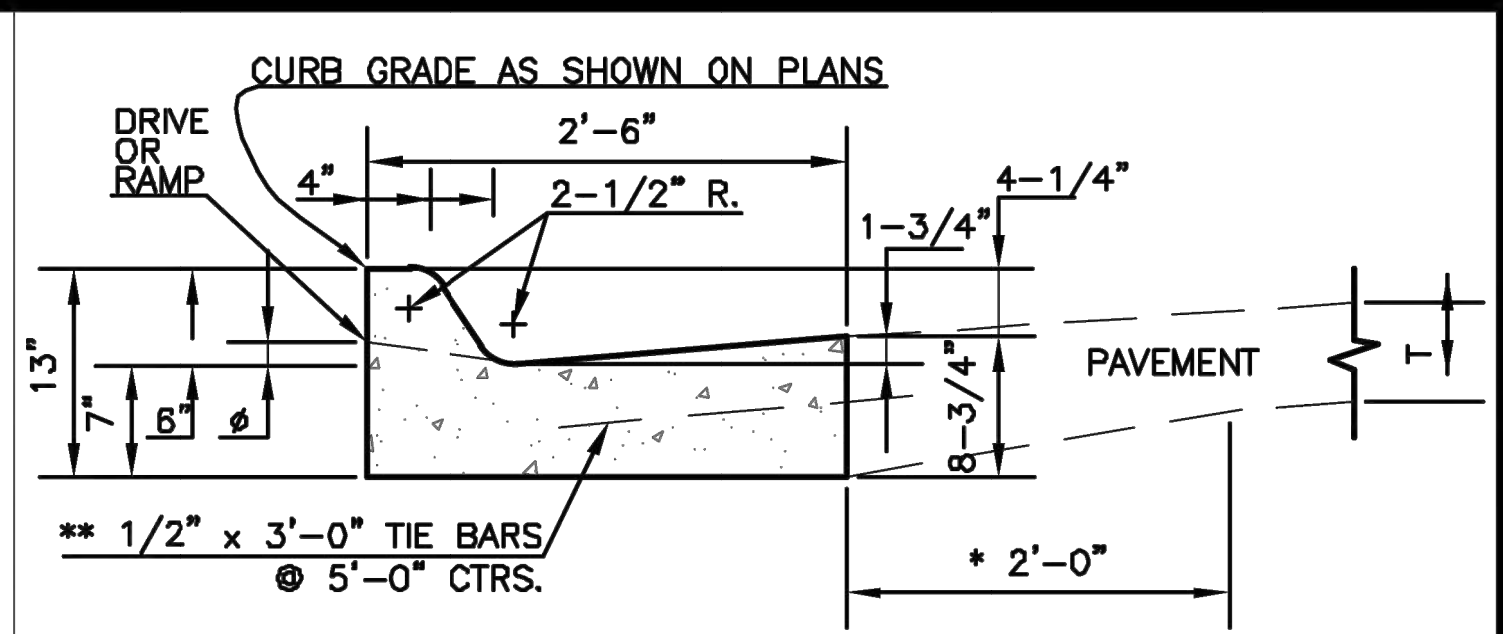 CURB GRADE AS SHOWN ON PLANS
DRIVE
OR
RAMP
2'-6"
4"
2-1/2" R.
4-1/4"
1-3/4"
13"
7"
6"
ø
8-3/4"
PAVEMENT
T
** 1/2" x 3'-0" TIE BARS
@ 5'-0" CTRS.
* 2'-0"